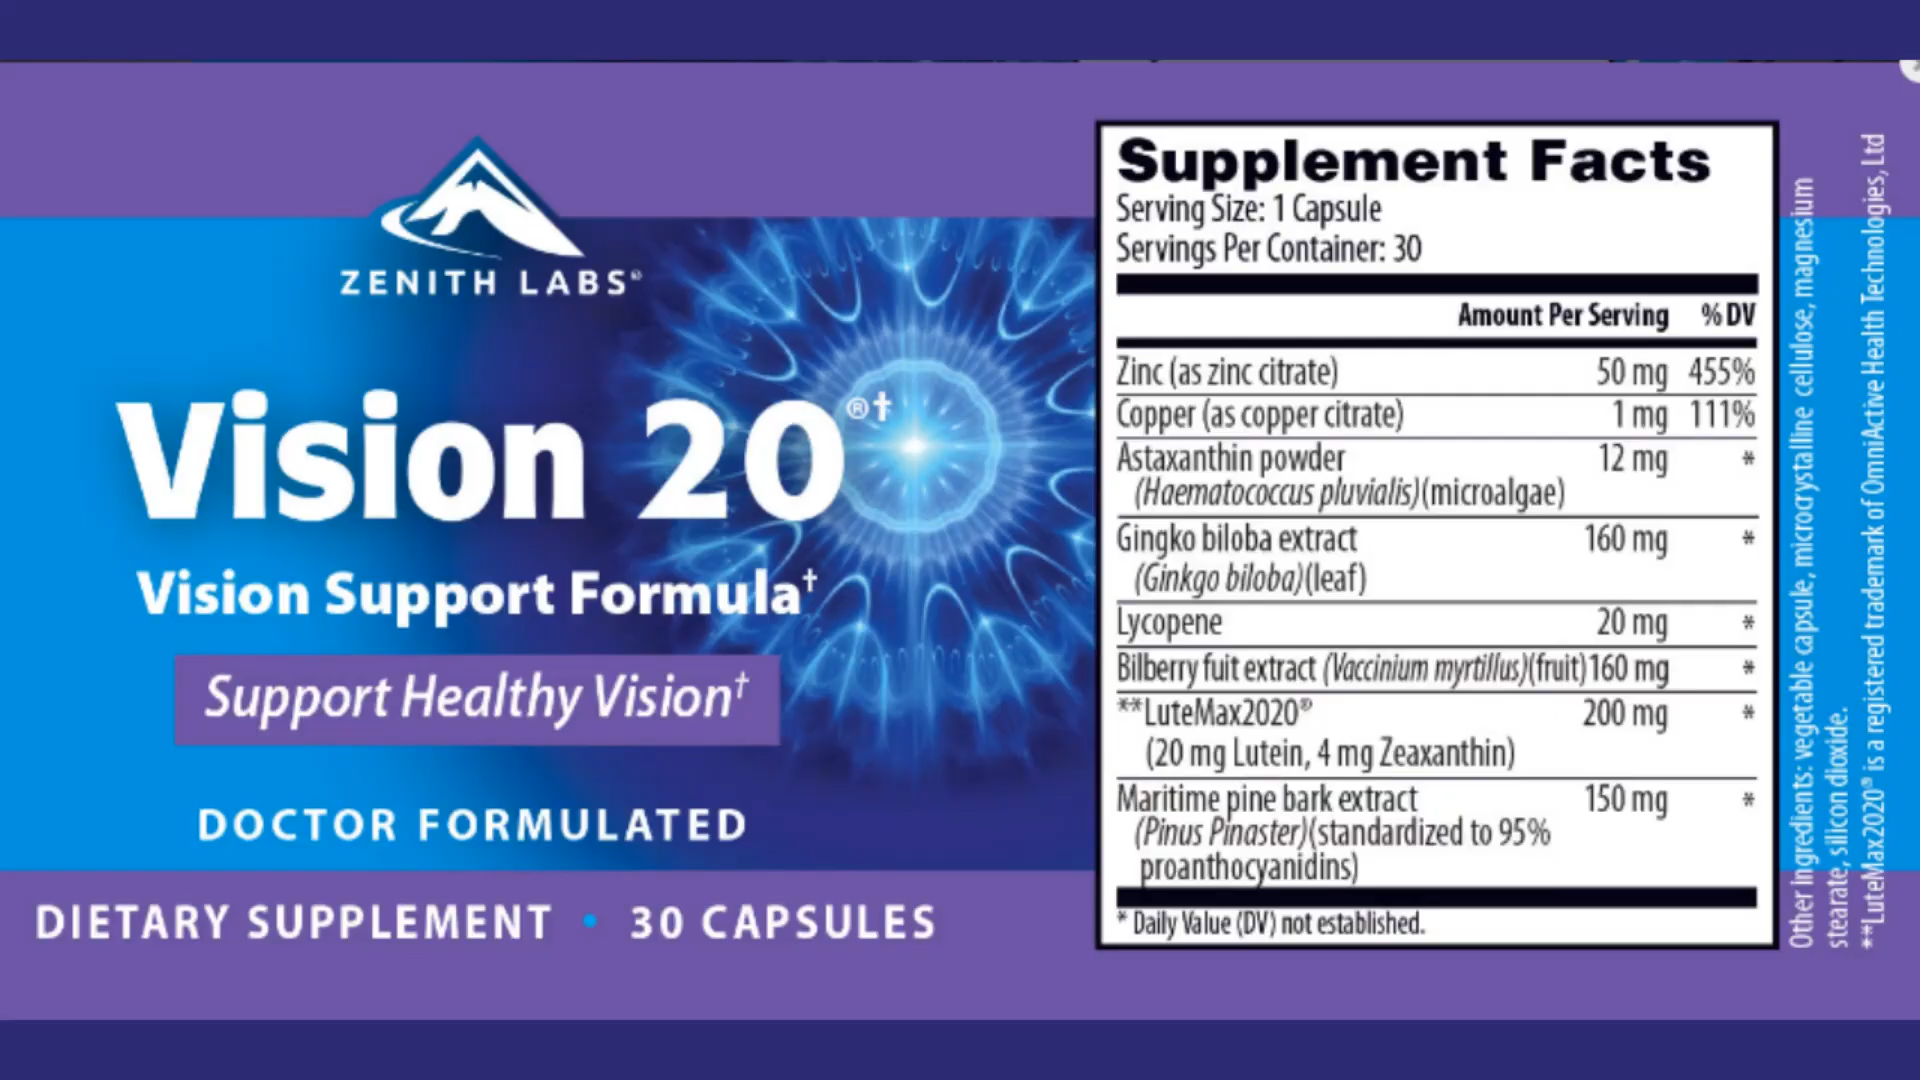 ZENITH LABS®
Vision 20®†
Vision Support Formula†
Support Healthy Vision†
DOCTOR FORMULATED
DIETARY SUPPLEMENT • 30 CAPSULES
Supplement Facts
Serving Size: 1 Capsule
Servings Per Container: 30
Amount Per Serving % DV
Zinc (as zinc citrate) 50 mg 455%
Copper (as copper citrate) 1 mg 111%
Astaxanthin powder 12 mg *
(Haematococcus pluvialis)(microalgae)
Gingko biloba extract 160 mg *
(Ginkgo biloba)(leaf)
Lycopene 20 mg *
Bilberry fuit extract (Vaccinium myrtillus)(fruit)160 mg *
**LuteMax2020® 200 mg *
(20 mg Lutein, 4 mg Zeaxanthin)
Maritime pine bark extract 150 mg *
(Pinus Pinaster)(standardized to 95%
proanthocyanidins)
* Daily Value (DV) not established.
Other ingredients: vegetable capsule, microcrystalline cellulose, magnesium
stearate, silicon dioxide.
**LuteMax2020® is a registered trademark of OmniActive Health Technologies, Ltd